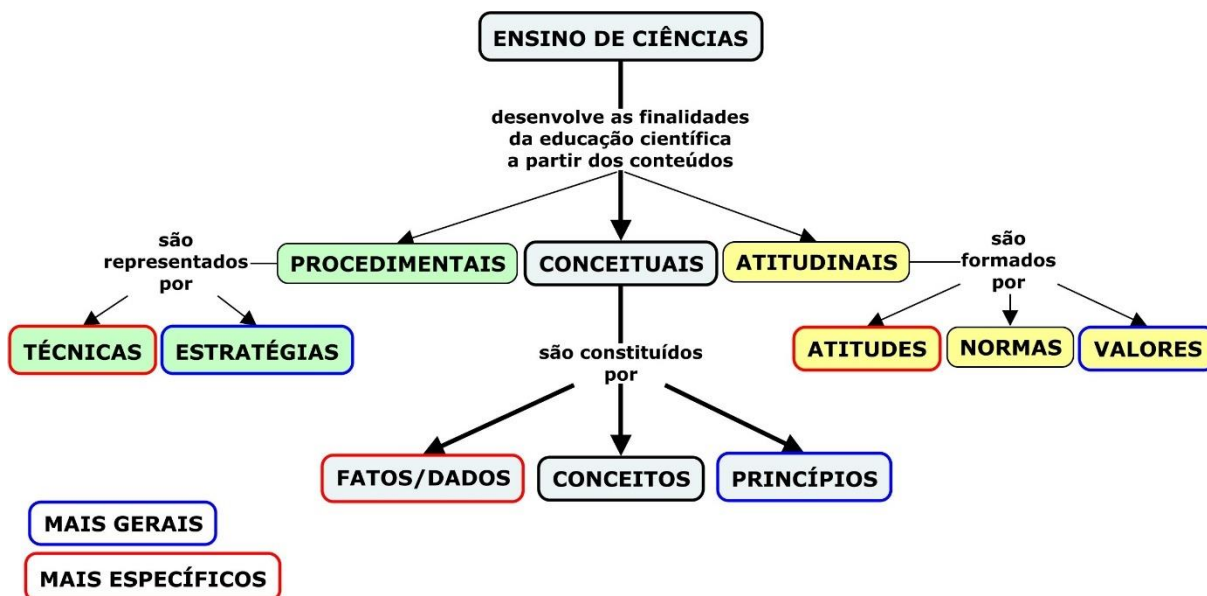 ENSINO DE CIÊNCIAS
desenvolve as finalidades
da educação científica
a partir dos conteúdos
são
representados
por
PROCEDIMENTAIS
CONCEITUAIS
ATITUDINAIS
são
formados
por
TÉCNICAS
ESTRATÉGIAS
são constituídos
por
ATITUDES
NORMAS
VALORES
FATOS/DADOS
CONCEITOS
PRINCÍPIOS
MAIS GERAIS
MAIS ESPECÍFICOS